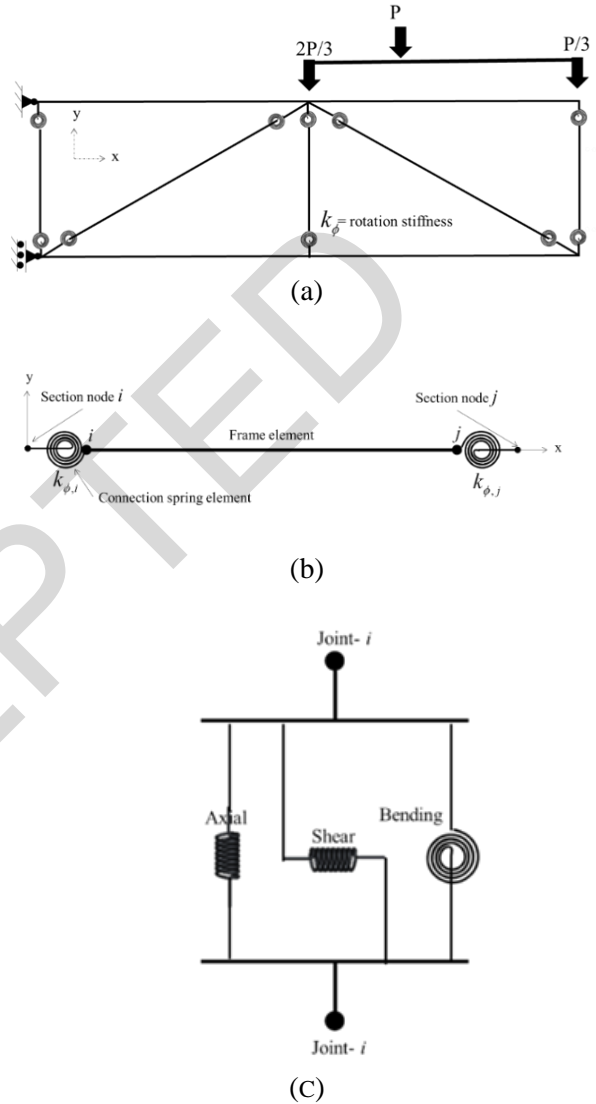 P
2P/3
P/3
y
x
kϕ= rotation stiffness
(a)
y
Section node i
Section node j
i
Frame element
j
x
kϕ,i
kϕ,j
Connection spring element
(b)
Joint- i
Axial
Shear
Bending
Joint- i
(C)
EPTED